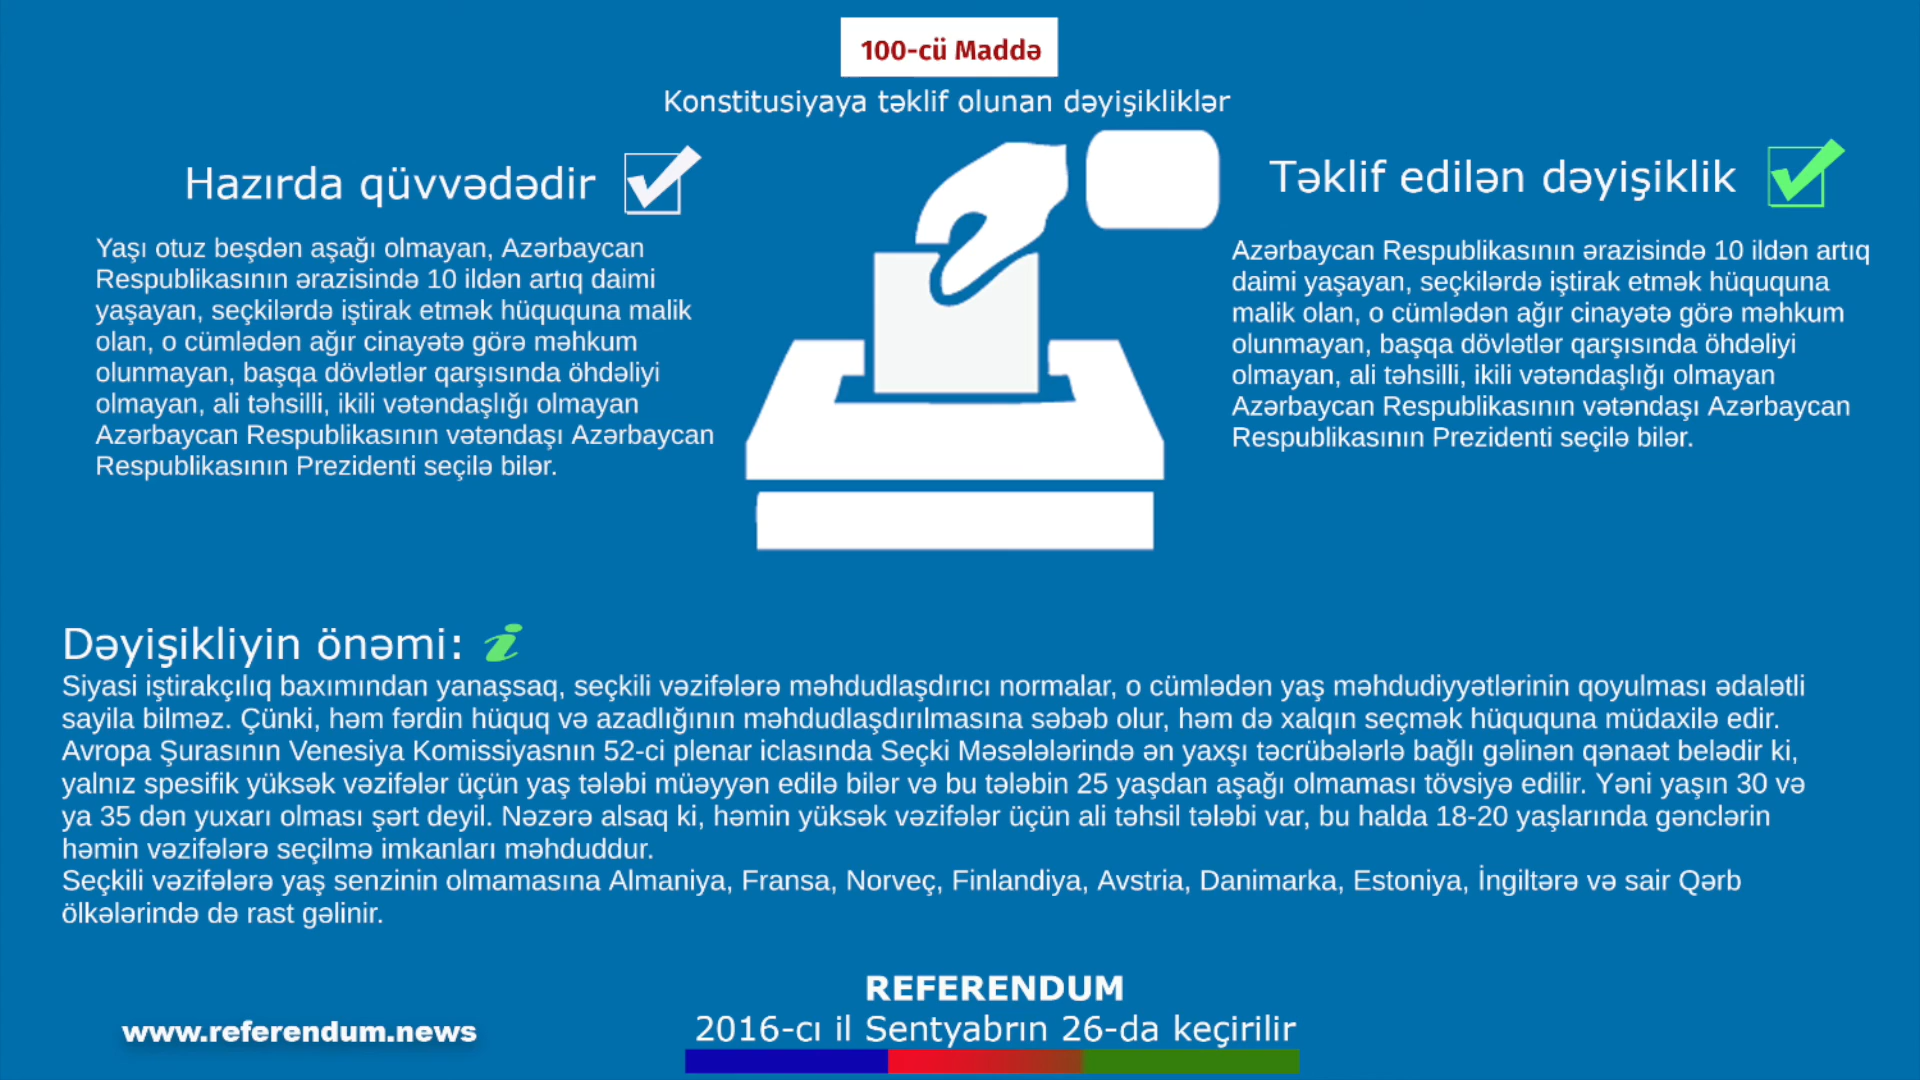 100-cü Maddə
Konstitusiyaya təklif olunan dəyişikliklər
Hazırda qüvvədədir
Yaşı otuz beşdən aşağı olmayan, Azərbaycan
Respublikasının ərazisində 10 ildən artıq daimi
yaşayan, seçkilərdə iştirak etmək hüququna malik
olan, o cümlədən ağır cinayətə görə məhkum
olunmayan, başqa dövlətlər qarşısında öhdəliyi
olmayan, ali təhsilli, ikili vətəndaşlığı olmayan
Azərbaycan Respublikasının vətəndaşı Azərbaycan
Respublikasının Prezidenti seçilə bilər.
Təklif edilən dəyişiklik
Azərbaycan Respublikasının ərazisində 10 ildən artıq
daimi yaşayan, seçkilərdə iştirak etmək hüququna
malik olan, o cümlədən ağır cinayətə görə məhkum
olunmayan, başqa dövlətlər qarşısında öhdəliyi
olmayan, ali təhsilli, ikili vətəndaşlığı olmayan
Azərbaycan Respublikasının vətəndaşı Azərbaycan
Respublikasının Prezidenti seçilə bilər.
Dəyişikliyin önəmi: i
Siyasi iştirakçılıq baxımından yanaşsaq, seçkili vəzifələrə məhdudlaşdırıcı normalar, o cümlədən yaş məhdudiyyətlərinin qoyulması ədalətli
sayila bilməz. Çünki, həm fərdin hüquq və azadlığının məhdudlaşdırılmasına səbəb olur, həm də xalqın seçmək hüququna müdaxilə edir.
Avropa Şurasının Venesiya Komissiyasnın 52-ci plenar iclasında Seçki Məsələlərində ən yaxşı təcrübələrlə bağlı gəlinən qənaət belədir ki,
yalnız spesifik yüksək vəzifələr üçün yaş tələbi müəyyən edilə bilər və bu tələbin 25 yaşdan aşağı olmaması tövsiyə edilir. Yəni yaşın 30 və
ya 35 dən yuxarı olması şərt deyil. Nəzərə alsaq ki, həmin yüksək vəzifələr üçün ali təhsil tələbi var, bu halda 18-20 yaşlarında gənclərin
həmin vəzifələrə seçilmə imkanları məhduddur.
Seçkili vəzifələrə yaş senzinin olmamasına Almaniya, Fransa, Norveç, Finlandiya, Avstria, Danimarka, Estoniya, İngiltərə və sair Qərb
ölkələrində də rast gəlinir.
REFERENDUM
2016-cı il Sentyabrın 26-da keçirilir
www.referendum.news